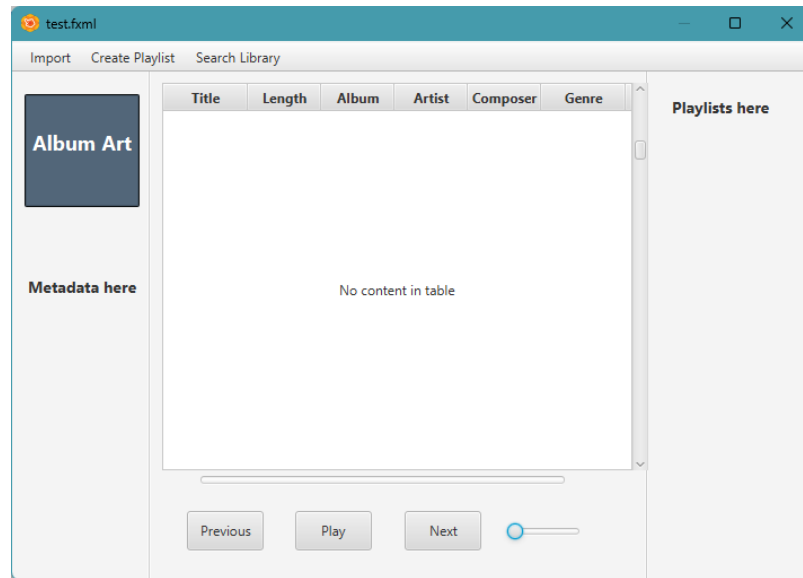 test.fxml
Import Create Playlist Search Library
Album Art
Metadata here
Title Length Album Artist Composer Genre
No content in table
Previous Play Next
Playlists here